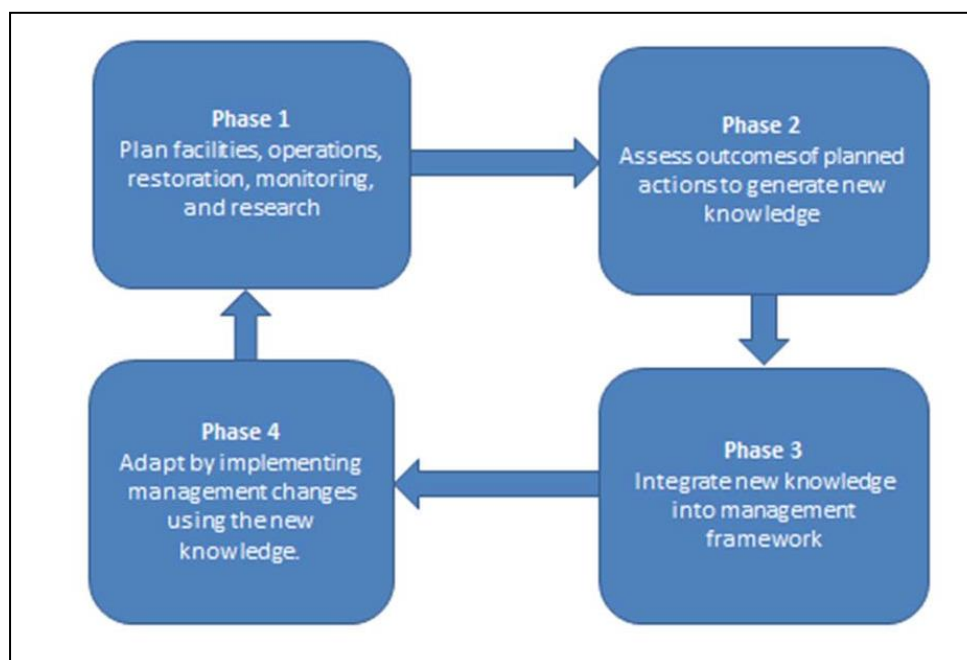 Phase 1
Plan facilities, operations,
restoration, monitoring,
and research
Phase 2
Assess outcomes of planned
actions to generate new
knowledge
Phase 3
Integrate new knowledge
into management
framework
Phase 4
Adapt by implementing
management changes
using the new
knowledge.